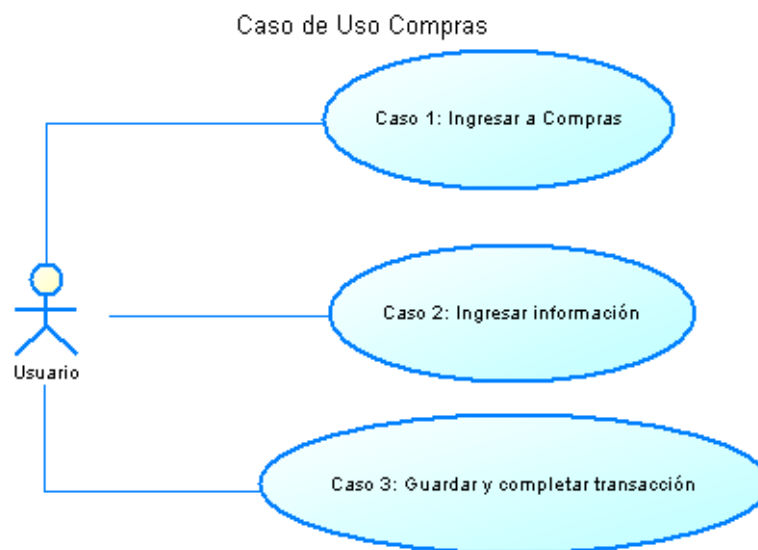 Caso de Uso Compras
Caso 1: Ingresar a Compras
Caso 2: Ingresar información
Usuario
Caso 3: Guardar y completar transacción